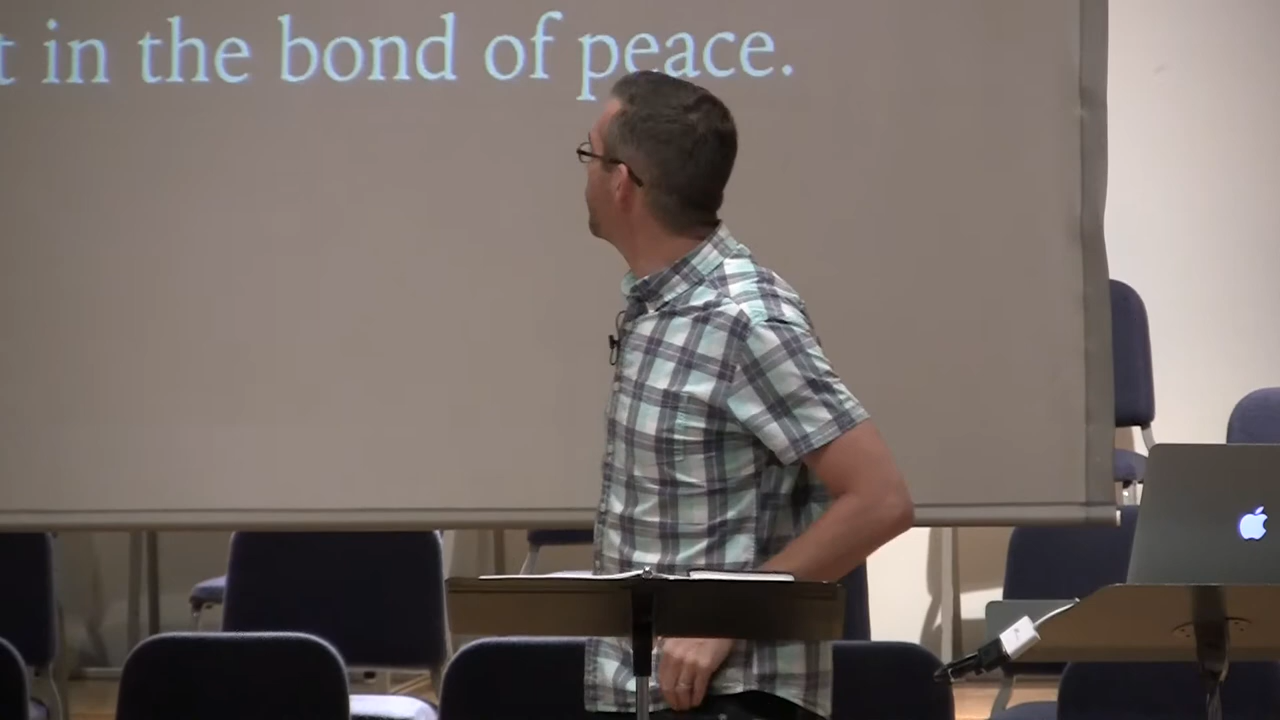 in the bond of peace.